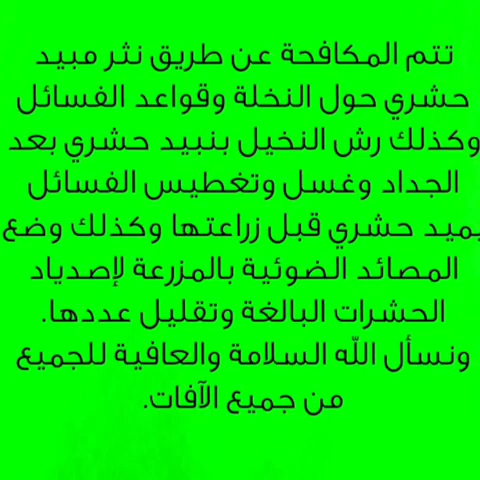 تتم المكافحة عن طريق نثر مبيد
حشري حول النخلة وقواعد الفسائل
وكذلك رش النخيل بنبيد حشري بعد
الجداد وغسل وتغطيس الفسائل
بميد حشري قبل زراعتها وكذلك وضع
المصائد الضوئية بالمزرعة لإصدياد
الحشرات البالغة وتقليل عددها.
ونسأل الله السلامة والعافية للجميع
من جميع الآفات.